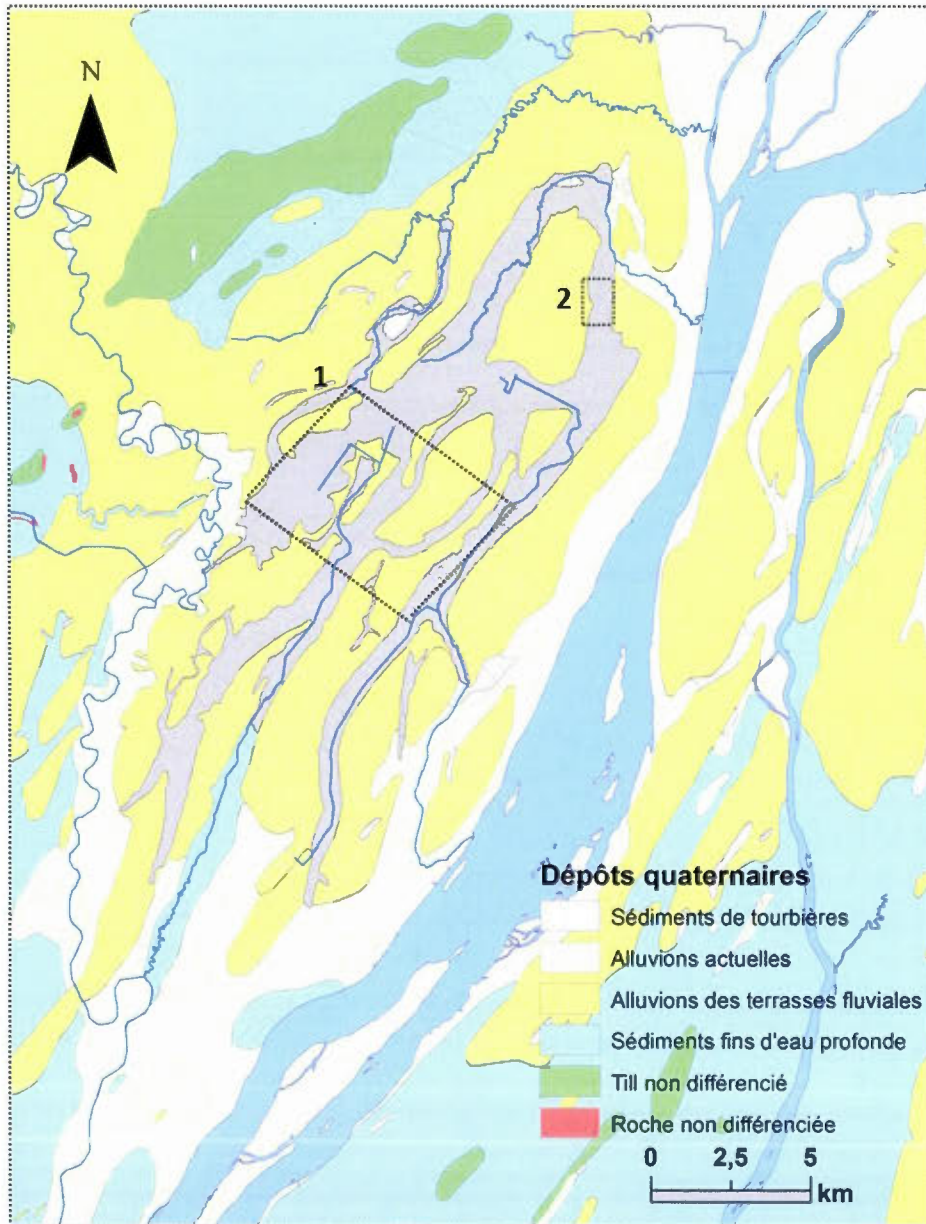 N
1
2
Dépôts quaternaires
Sédiments de tourbières
Alluvions actuelles
Alluvions des terrasses fluviales
Sédiments fins d'eau profonde
Till non différencié
Roche non différenciée
0 2,5 5
km